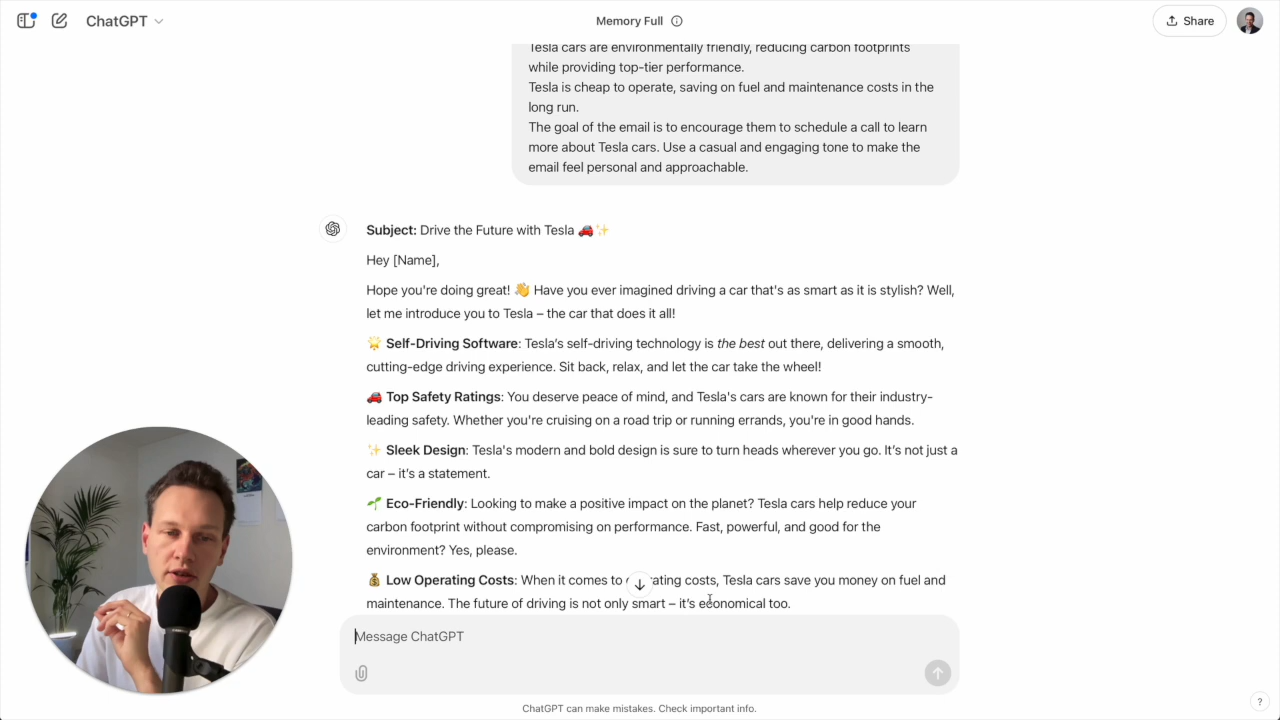 ChatGPT
Memory Full
Share
Tesla cars are environmentally friendly, reducing carbon footprints
while providing top-tier performance.
Tesla is cheap to operate, saving on fuel and maintenance costs in the
long run.
The goal of the email is to encourage them to schedule a call to learn
more about Tesla cars. Use a casual and engaging tone to make the
email feel personal and approachable.
Subject: Drive the Future with Tesla 🚗✨
Hey [Name],
Hope you're doing great! 👋 Have you ever imagined driving a car that's as smart as it is stylish? Well,
let me introduce you to Tesla – the car that does it all!
🌟 Self-Driving Software: Tesla’s self-driving technology is the best out there, delivering a smooth,
cutting-edge driving experience. Sit back, relax, and let the car take the wheel!
🚗 Top Safety Ratings: You deserve peace of mind, and Tesla's cars are known for their industry-
leading safety. Whether you're cruising on a road trip or running errands, you're in good hands.
✨ Sleek Design: Tesla's modern and bold design is sure to turn heads wherever you go. It’s not just a
car – it’s a statement.
🌱 Eco-Friendly: Looking to make a positive impact on the planet? Tesla cars help reduce your
carbon footprint without compromising on performance. Fast, powerful, and good for the
environment? Yes, please.
💰 Low Operating Costs: When it comes to operating costs, Tesla cars save you money on fuel and
maintenance. The future of driving is not only smart – it’s economical too.
Message ChatGPT
ChatGPT can make mistakes. Check important info.
?